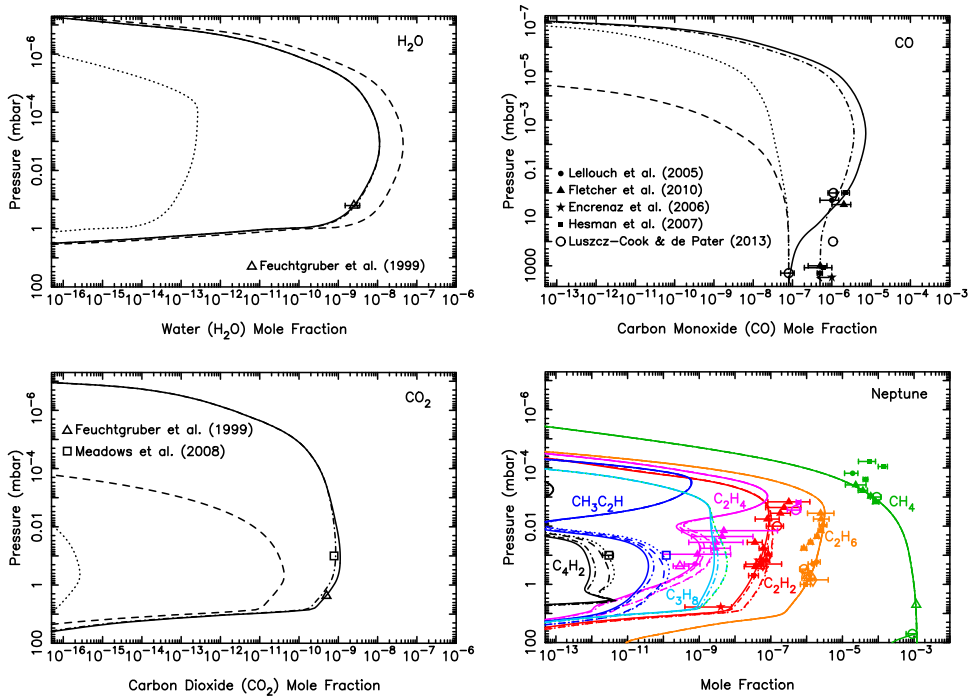 H₂O
Pressure (mbar)
10⁻⁶
10⁻⁴
0.01
1
100
Feuchtgruber et al. (1999)
10⁻¹⁶ 10⁻¹⁵ 10⁻¹⁴ 10⁻¹³ 10⁻¹² 10⁻¹¹ 10⁻¹⁰ 10⁻⁹ 10⁻⁸ 10⁻⁷ 10⁻⁶
Water (H₂O) Mole Fraction
CO
Pressure (mbar)
10⁻⁷
10⁻⁵
10⁻³
0.1
10
1000
Lellouch et al. (2005)
Fletcher et al. (2010)
Encrenaz et al. (2006)
Hesman et al. (2007)
Luszcz–Cook & de Pater (2013)
10⁻¹³ 10⁻¹² 10⁻¹¹ 10⁻¹⁰ 10⁻⁹ 10⁻⁸ 10⁻⁷ 10⁻⁶ 10⁻⁵ 10⁻⁴ 10⁻³
Carbon Monoxide (CO) Mole Fraction
CO₂
Feuchtgruber et al. (1999)
Meadows et al. (2008)
Pressure (mbar)
10⁻⁶
10⁻⁴
0.01
1
100
10⁻¹⁶ 10⁻¹⁵ 10⁻¹⁴ 10⁻¹³ 10⁻¹² 10⁻¹¹ 10⁻¹⁰ 10⁻⁹ 10⁻⁸ 10⁻⁷ 10⁻⁶
Carbon Dioxide (CO₂) Mole Fraction
Neptune
Pressure (mbar)
10⁻⁶
10⁻⁴
0.01
1
100
CH₃C₂H
C₂H₄
CH₄
C₂H₆
C₄H₂
C₃H₈
C₂H₂
10⁻¹³ 10⁻¹¹ 10⁻⁹ 10⁻⁷ 10⁻⁵ 10⁻³
Mole Fraction